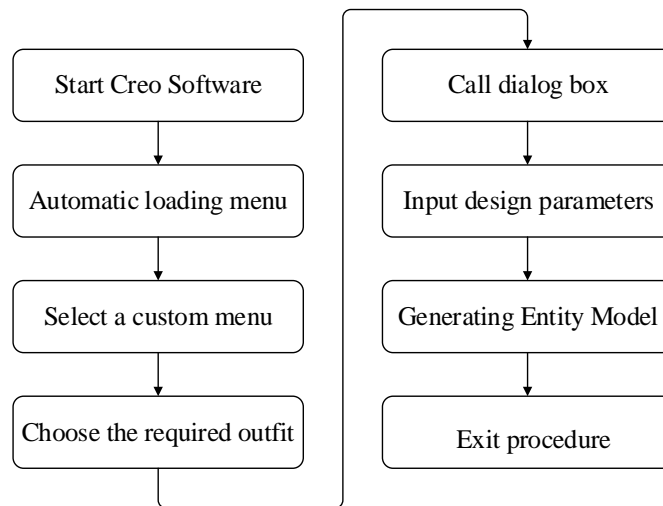 Start Creo Software
Automatic loading menu
Select a custom menu
Choose the required outfit
Call dialog box
Input design parameters
Generating Entity Model
Exit procedure